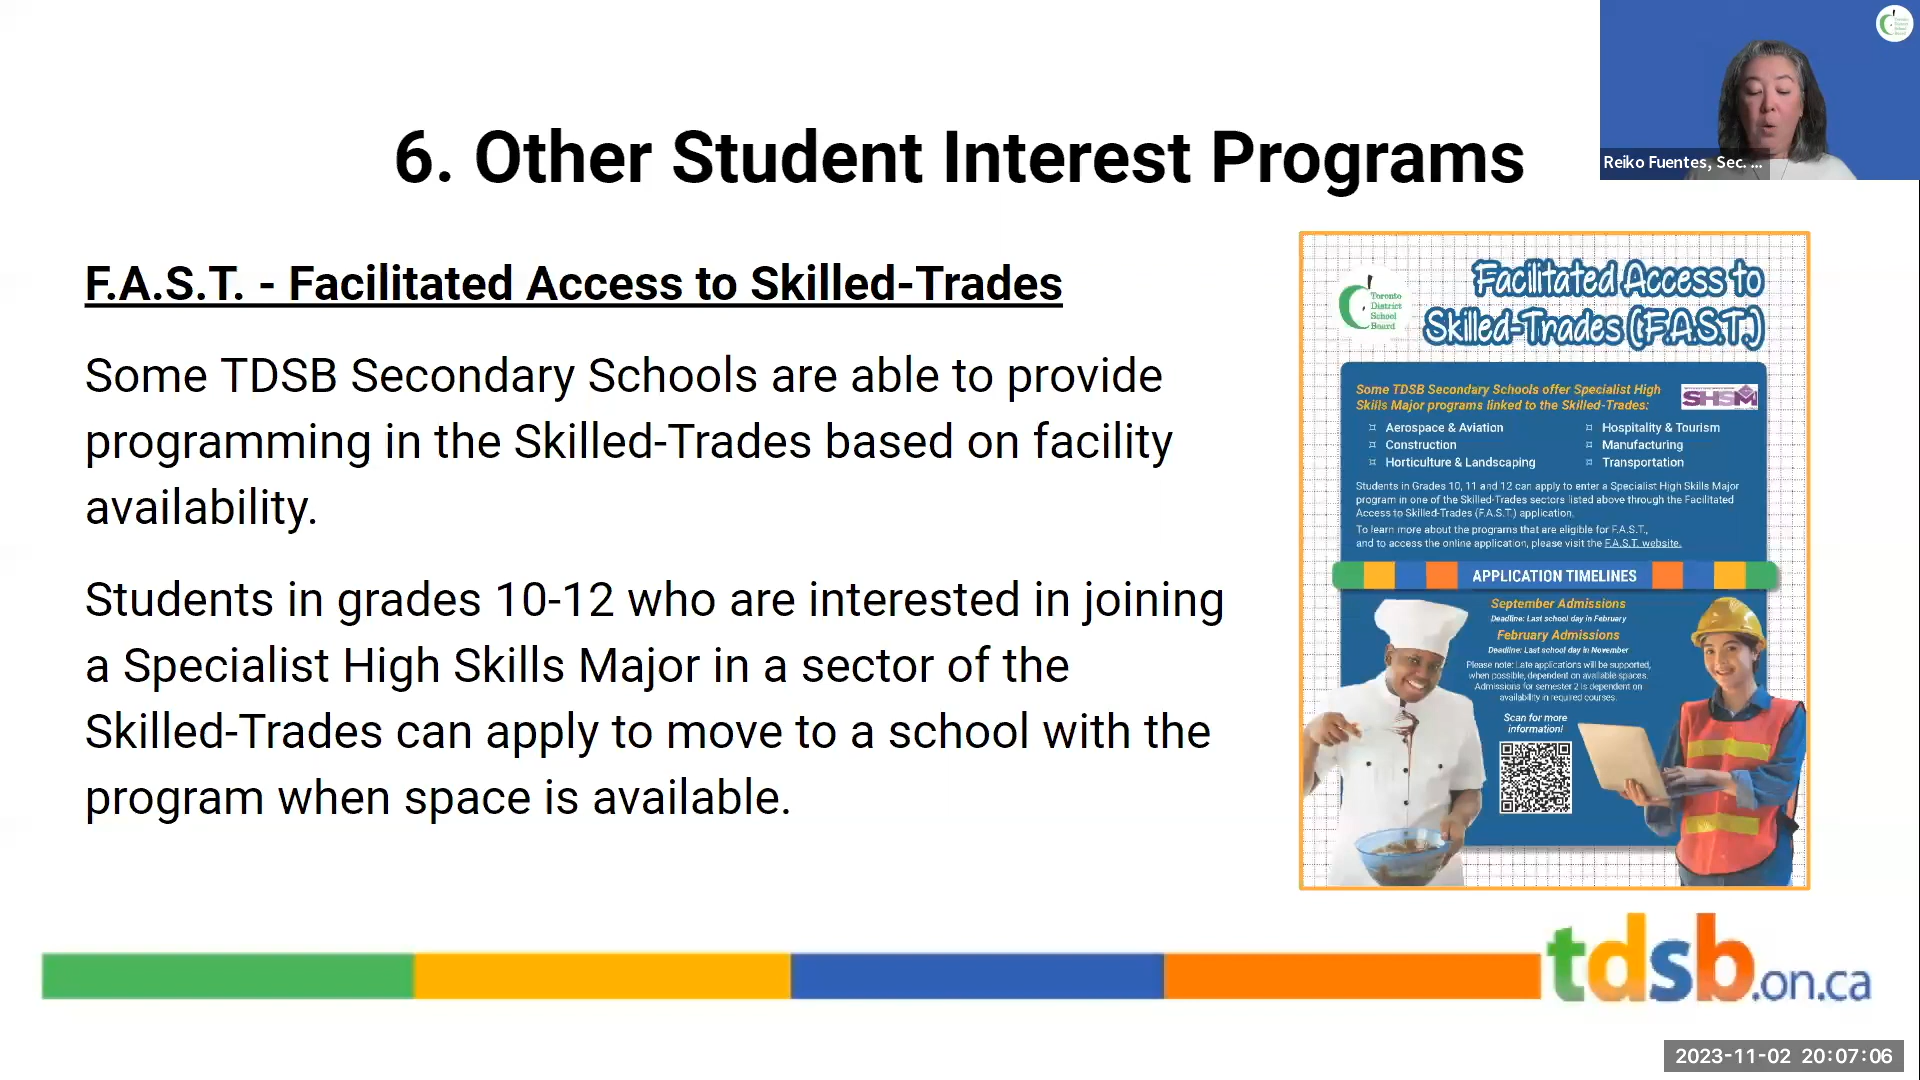 6. Other Student Interest Programs
Reiko Fuentes, Sec. ...
F.A.S.T. - Facilitated Access to Skilled-Trades
Some TDSB Secondary Schools are able to provide
programming in the Skilled-Trades based on facility
availability.
Students in grades 10-12 who are interested in joining
a Specialist High Skills Major in a sector of the
Skilled-Trades can apply to move to a school with the
program when space is available.
Toronto
District
School
Board
Facilitated Access to
Skilled-Trades (F.A.S.T.)
Some TDSB Secondary Schools offer Specialist High
Skills Major programs linked to the Skilled-Trades:
SHSM
Aerospace & Aviation
Construction
Horticulture & Landscaping
Hospitality & Tourism
Manufacturing
Transportation
Students in Grades 10, 11 and 12 can apply to enter a Specialist High Skills Major
program in one of the Skilled-Trades sectors listed above through the Facilitated
Access to Skilled-Trades (F.A.S.T.) application.
To learn more about the programs that are eligible for F.A.S.T.,
and to access the online application, please visit the F.A.S.T. website.
APPLICATION TIMELINES
September Admissions
Deadline: Last school day in February
February Admissions
Deadline: Last school day in November
Please note: Late applications will be supported,
when possible, dependent on available spaces.
Admissions for semester 2 is dependent on
availability in required courses.
Scan for more
information!
tdsb.on.ca
2023-11-02 20:07:06